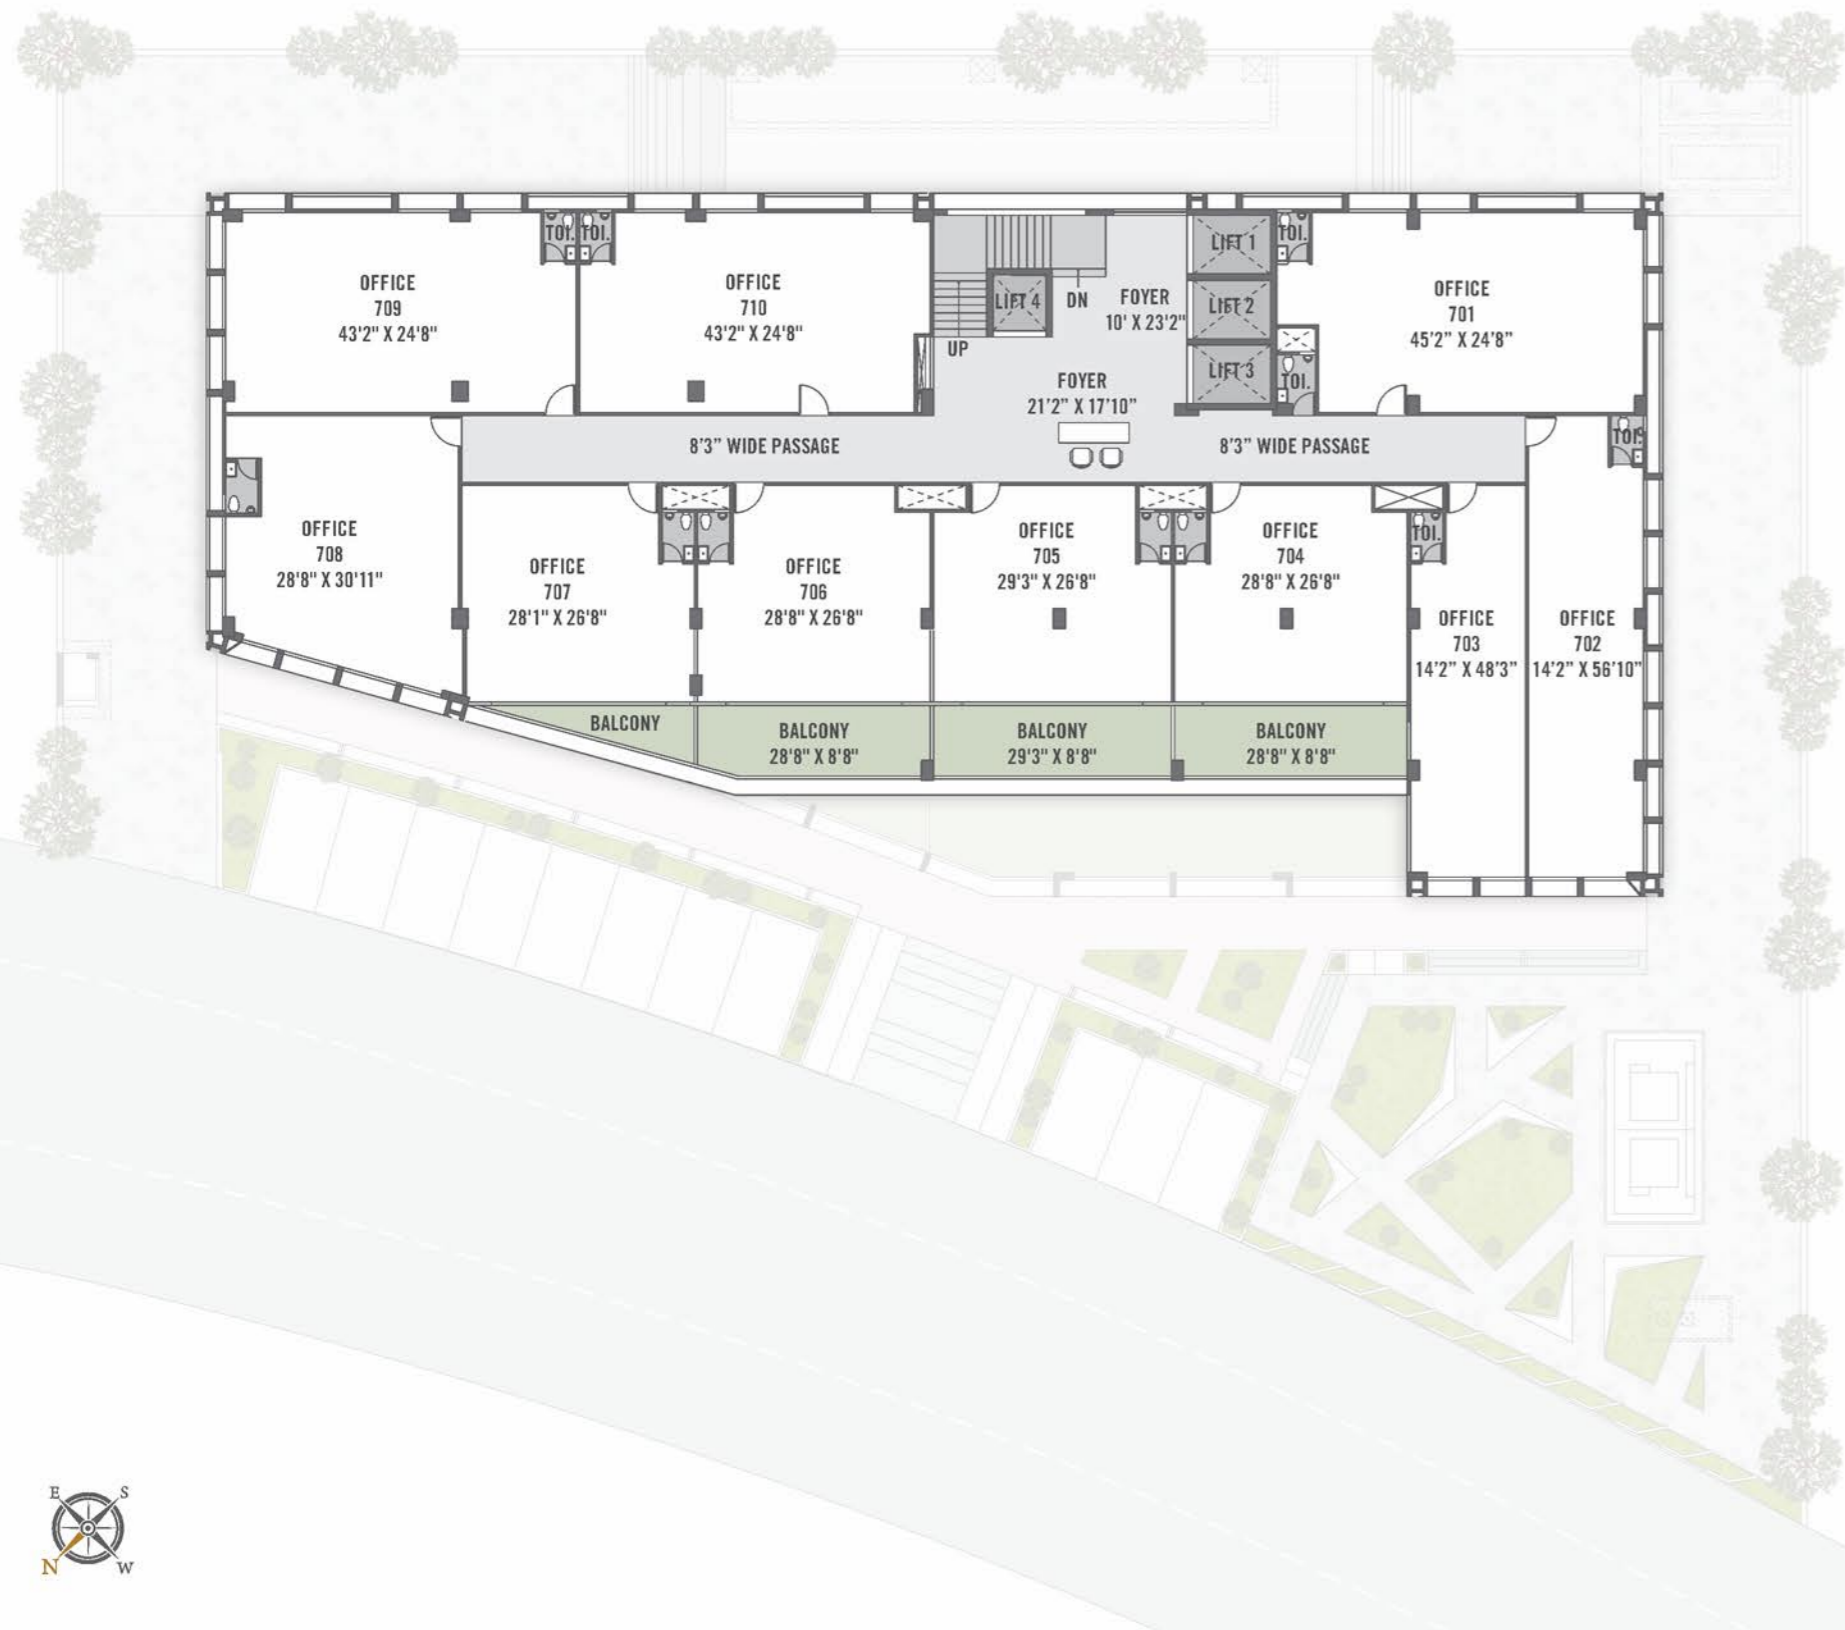 TOI.
TOI.
OFFICE
709
43'2" X 24'8"
OFFICE
710
43'2" X 24'8"
LIFT 4
DN
UP
FOYER
10' X 23'2"
FOYER
21'2" X 17'10"
LIFT 1
LIFT 2
LIFT 3
TOI.
TOI.
OFFICE
701
45'2" X 24'8"
8'3" WIDE PASSAGE
8'3" WIDE PASSAGE
TOI.
OFFICE
708
28'8" X 30'11"
OFFICE
707
28'1" X 26'8"
OFFICE
706
28'8" X 26'8"
OFFICE
705
29'3" X 26'8"
OFFICE
704
28'8" X 26'8"
TOI.
OFFICE
703
14'2" X 48'3"
OFFICE
702
14'2" X 56'10"
BALCONY
BALCONY
28'8" X 8'8"
BALCONY
29'3" X 8'8"
BALCONY
28'8" X 8'8"
E
S
N
W